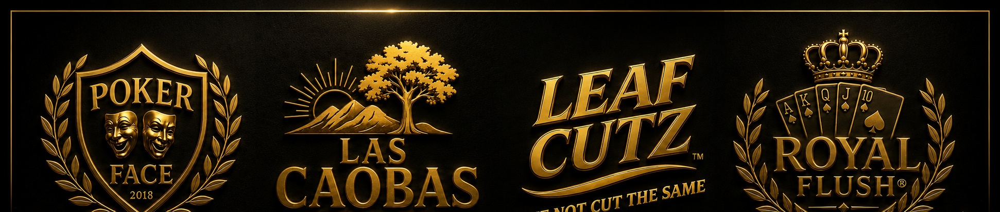 POKER
FACE
2018
LAS
CAOBAS
LEAF
CUTZ
™
NOT CUT THE SAME
A K Q J 10
ROYAL
FLUSH®